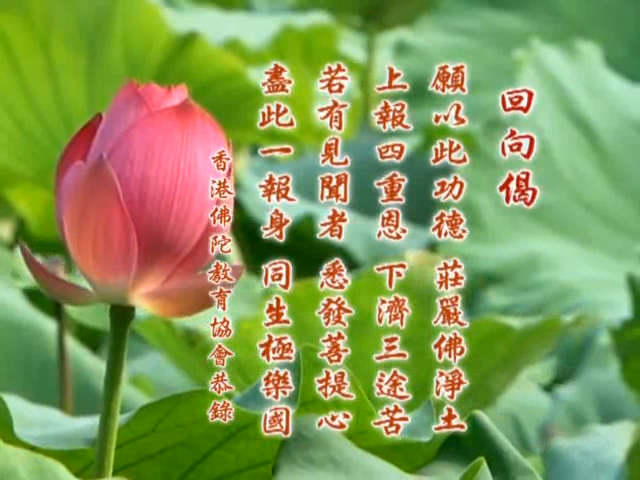 回向偈
願以此功德 莊嚴佛淨土
上報四重恩 下濟三途苦
若有見聞者 悉發菩提心
盡此一報身 同生極樂國
香港佛陀教育協會恭錄